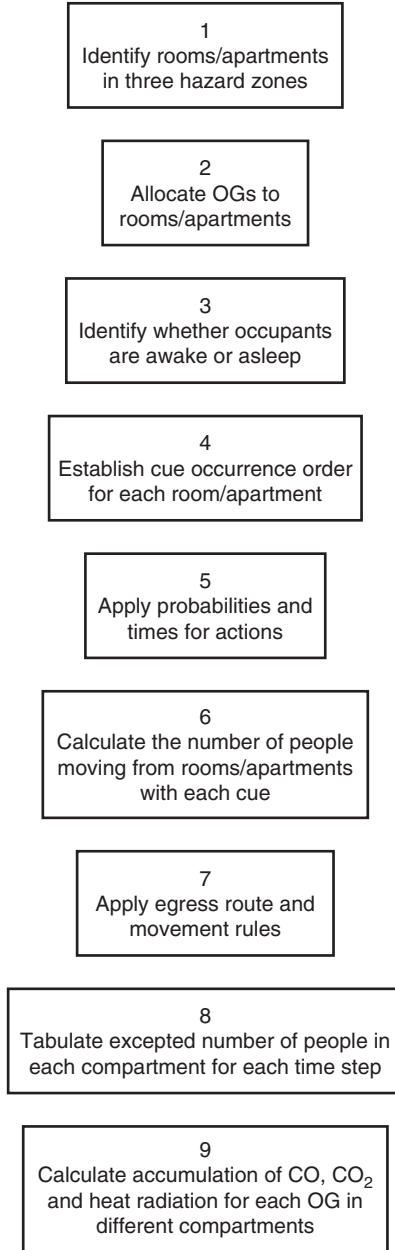 1
Identify rooms/apartments
in three hazard zones
2
Allocate OGs to
rooms/apartments
3
Identify whether occupants
are awake or asleep
4
Establish cue occurrence order
for each room/apartment
5
Apply probabilities and
times for actions
6
Calculate the number of people
moving from rooms/apartments
with each cue
7
Apply egress route and
movement rules
8
Tabulate excepted number of people in
each compartment for each time step
9
Calculate accumulation of CO, CO₂
and heat radiation for each OG in
different compartments